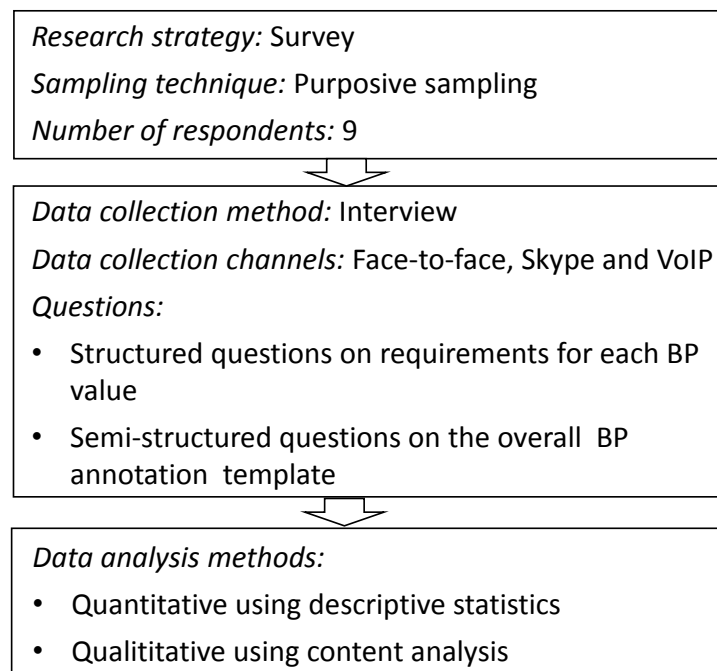 Research strategy: Survey
Sampling technique: Purposive sampling
Number of respondents: 9
Data collection method: Interview
Data collection channels: Face-to-face, Skype and VoIP
Questions:
• Structured questions on requirements for each BP
value
• Semi-structured questions on the overall BP
annotation template
Data analysis methods:
• Quantitative using descriptive statistics
• Qualititative using content analysis